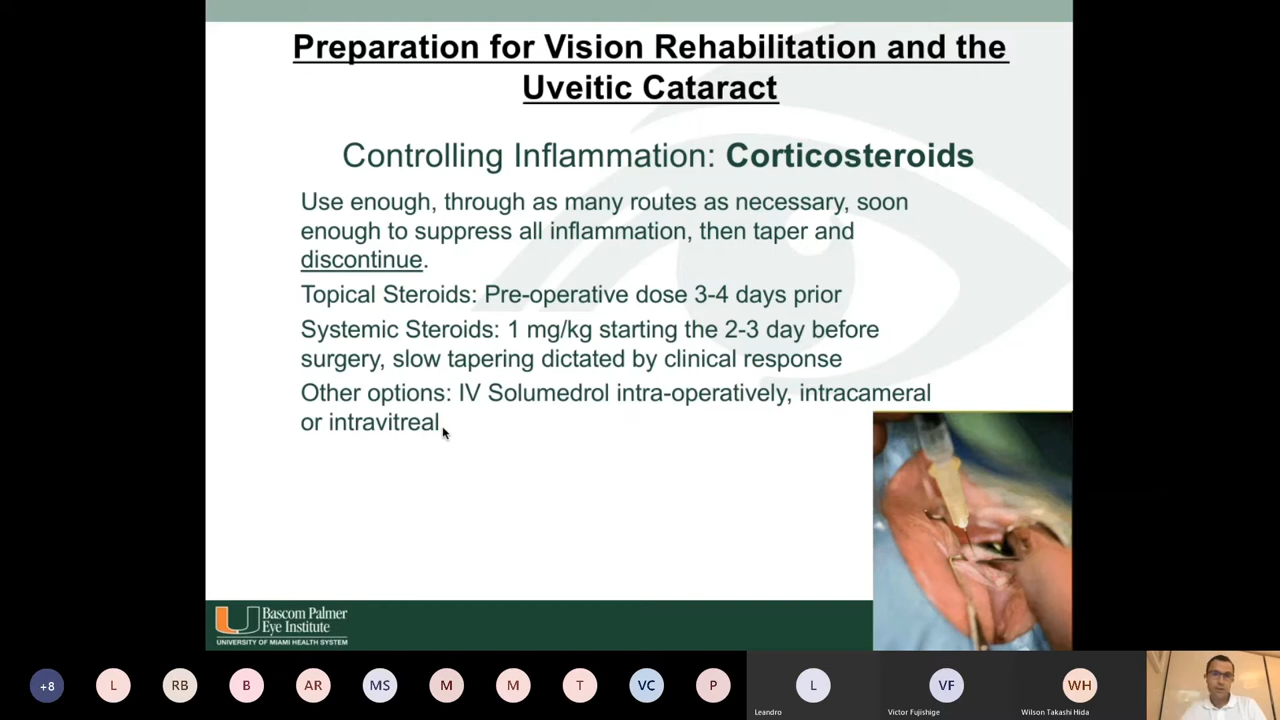 Preparation for Vision Rehabilitation and the
Uveitic Cataract
Controlling Inflammation: Corticosteroids
Use enough, through as many routes as necessary, soon
enough to suppress all inflammation, then taper and
discontinue.
Topical Steroids: Pre-operative dose 3-4 days prior
Systemic Steroids: 1 mg/kg starting the 2-3 day before
surgery, slow tapering dictated by clinical response
Other options: IV Solumedrol intra-operatively, intracameral
or intravitreal
U
Bascom Palmer
Eye Institute
UNIVERSITY OF MIAMI HEALTH SYSTEM
+8
L
RB
B
AR
MS
M
M
T
VC
P
L
VF
WH
Leandro
Victor Fujishige
Wilson Takashi Hida